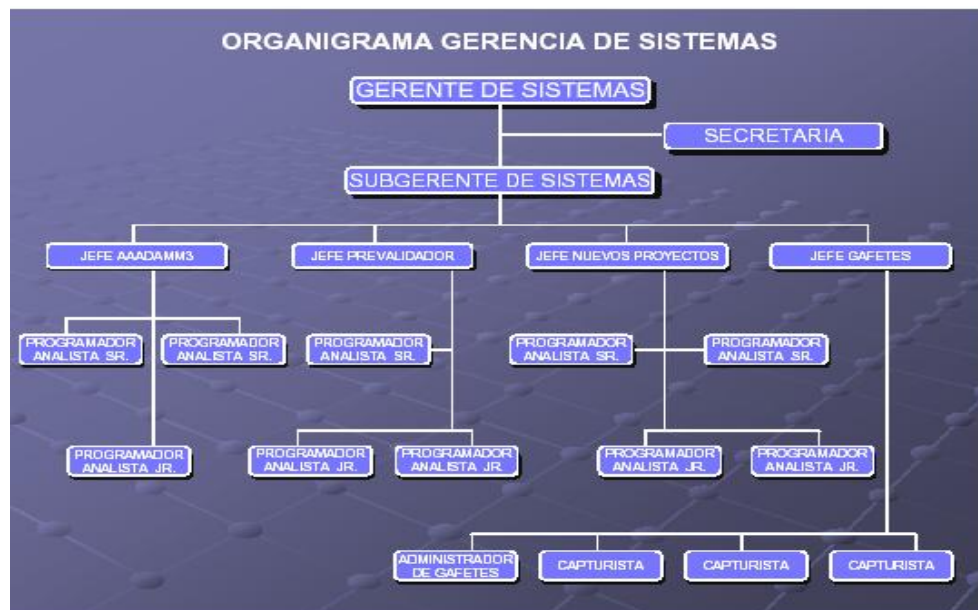 ORGANIGRAMA GERENCIA DE SISTEMAS
GERENTE DE SISTEMAS
SECRETARIA
SUBGERENTE DE SISTEMAS
JEFE AAADAMM3
JEFE PREVALIDADOR
JEFE NUEVOS PROYECTOS
JEFE GAFETES
PROGRAMADOR
ANALISTA SR.
PROGRAMADOR
ANALISTA SR.
PROGRAMADOR
ANALISTA SR.
PROGRAMADOR
ANALISTA SR.
PROGRAMADOR
ANALISTA SR.
PROGRAMADOR
ANALISTA JR.
PROGRAMADOR
ANALISTA JR.
PROGRAMADOR
ANALISTA JR.
PROGRAMADOR
ANALISTA JR.
PROGRAMADOR
ANALISTA JR.
ADMINISTRADOR
DE GAFETES
CAPTURISTA
CAPTURISTA
CAPTURISTA